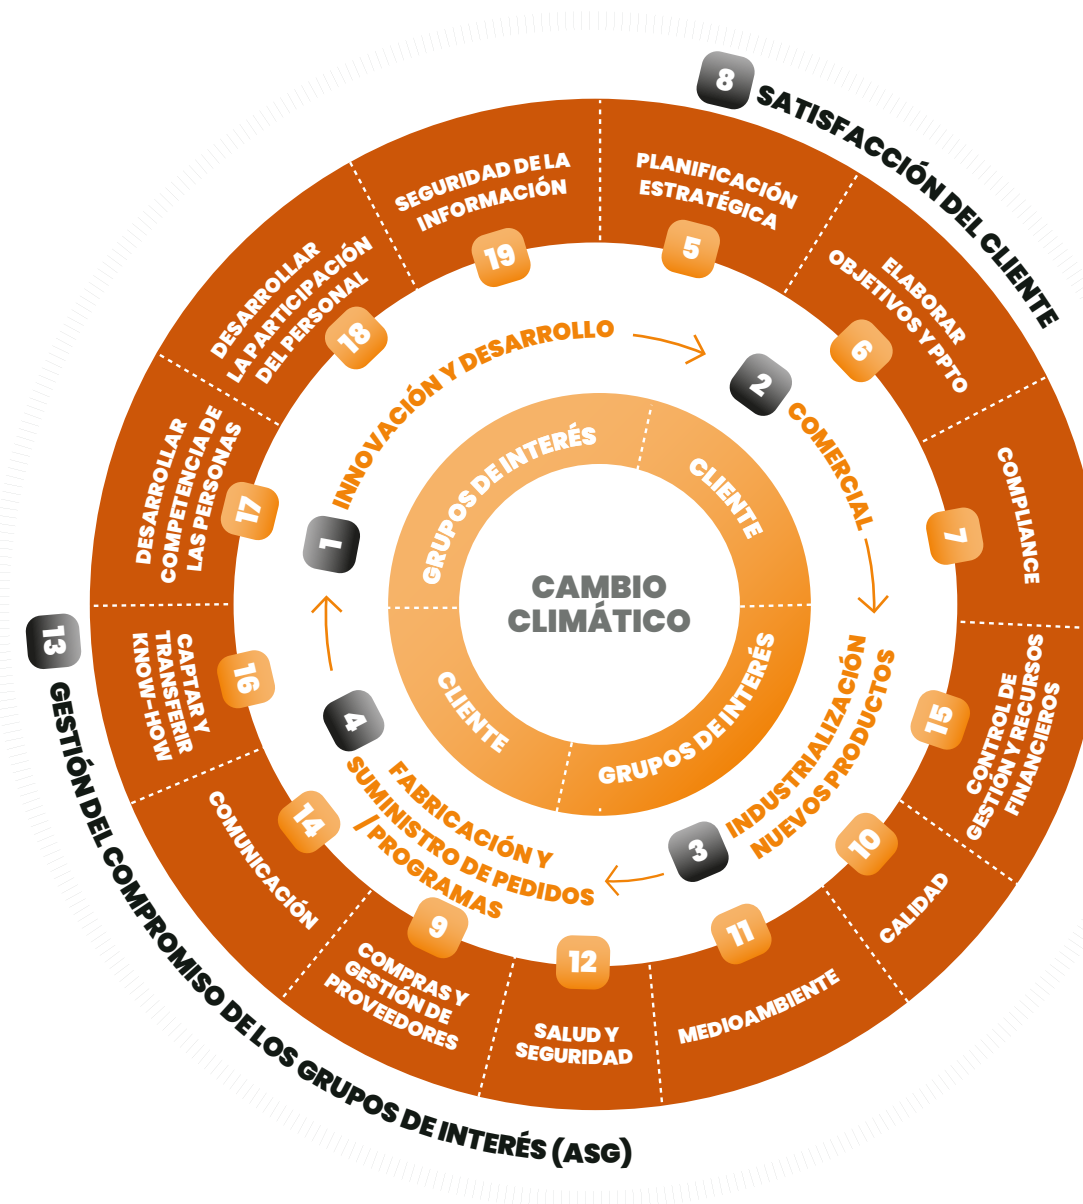 8
SATISFACCIÓN DEL CLIENTE
SEGURIDAD DE LA
INFORMACIÓN
19
PLANIFICACIÓN
ESTRATÉGICA
5
ELABORAR
OBJETIVOS Y PPTO
6
COMPLIANCE
7
CONTROL DE
GESTIÓN Y RECURSOS
FINANCIEROS
15
CALIDAD
10
MEDIOAMBIENTE
11
SALUD Y
SEGURIDAD
12
COMPRAS Y
GESTIÓN DE
PROVEEDORES
9
COMUNICACIÓN
14
CAPTAR Y
TRANSFERIR
KNOW-HOW
16
DESARROLLAR
COMPETENCIA DE
LAS PERSONAS
17
DESARROLLAR
LA PARTICIPACIÓN
DEL PERSONAL
18
1
INNOVACIÓN Y DESARROLLO
2
COMERCIAL
3
INDUSTRIALIZACIÓN
NUEVOS PRODUCTOS
4
FABRICACIÓN Y
SUMINISTRO DE PEDIDOS
/PROGRAMAS
GRUPOS DE INTERÉS
CLIENTE
GRUPOS DE INTERÉS
CLIENTE
CAMBIO
CLIMÁTICO
13
GESTIÓN DEL COMPROMISO DE LOS GRUPOS DE INTERÉS (ASG)